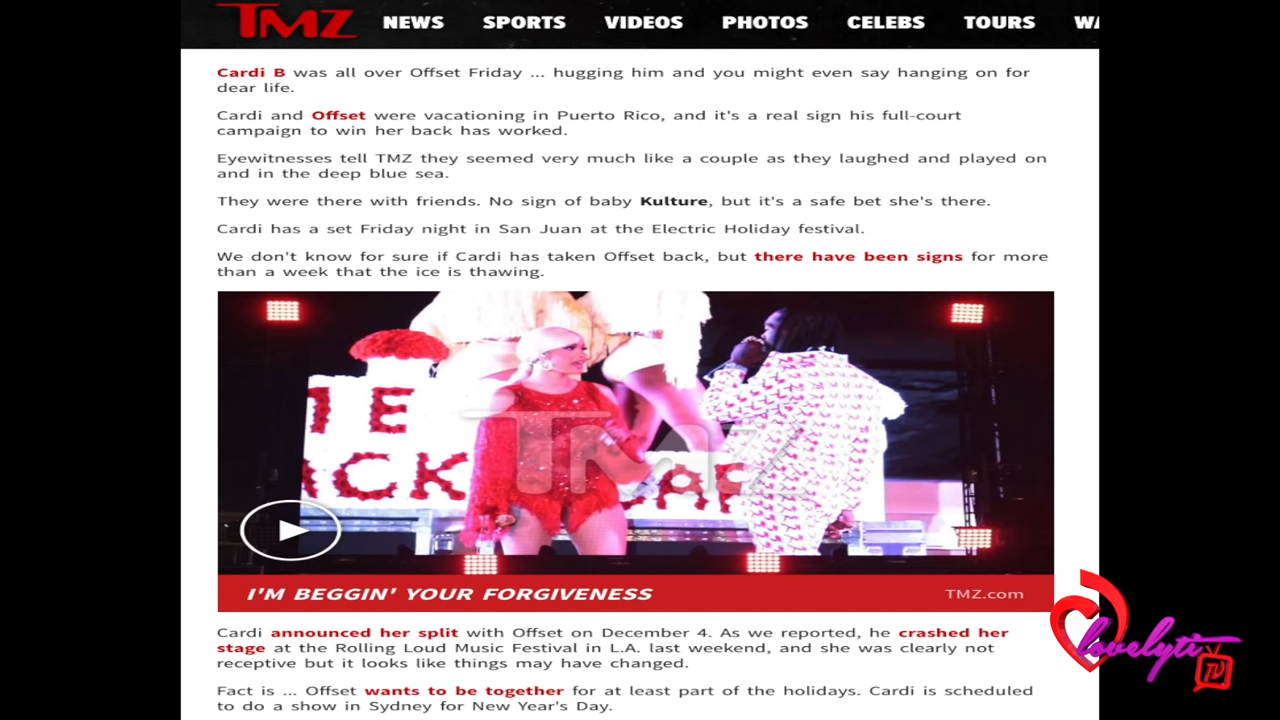 TMZ NEWS SPORTS VIDEOS PHOTOS CELEBS TOURS WA
Cardi B was all over Offset Friday ... hugging him and you might even say hanging on for
dear life.
Cardi and Offset were vacationing in Puerto Rico, and it's a real sign his full-court
campaign to win her back has worked.
Eyewitnesses tell TMZ they seemed very much like a couple as they laughed and played on
and in the deep blue sea.
They were there with friends. No sign of baby Kulture, but it's a safe bet she's there.
Cardi has a set Friday night in San Juan at the Electric Holiday festival.
We don't know for sure if Cardi has taken Offset back, but there have been signs for more
than a week that the ice is thawing.
E
CK
TMZ
I'M BEGGIN' YOUR FORGIVENESS TMZ.com
Cardi announced her split with Offset on December 4. As we reported, he crashed her
stage at the Rolling Loud Music Festival in L.A. last weekend, and she was clearly not
receptive but it looks like things may have changed.
Fact is ... Offset wants to be together for at least part of the holidays. Cardi is scheduled
to do a show in Sydney for New Year's Day.
lovelyti
TV